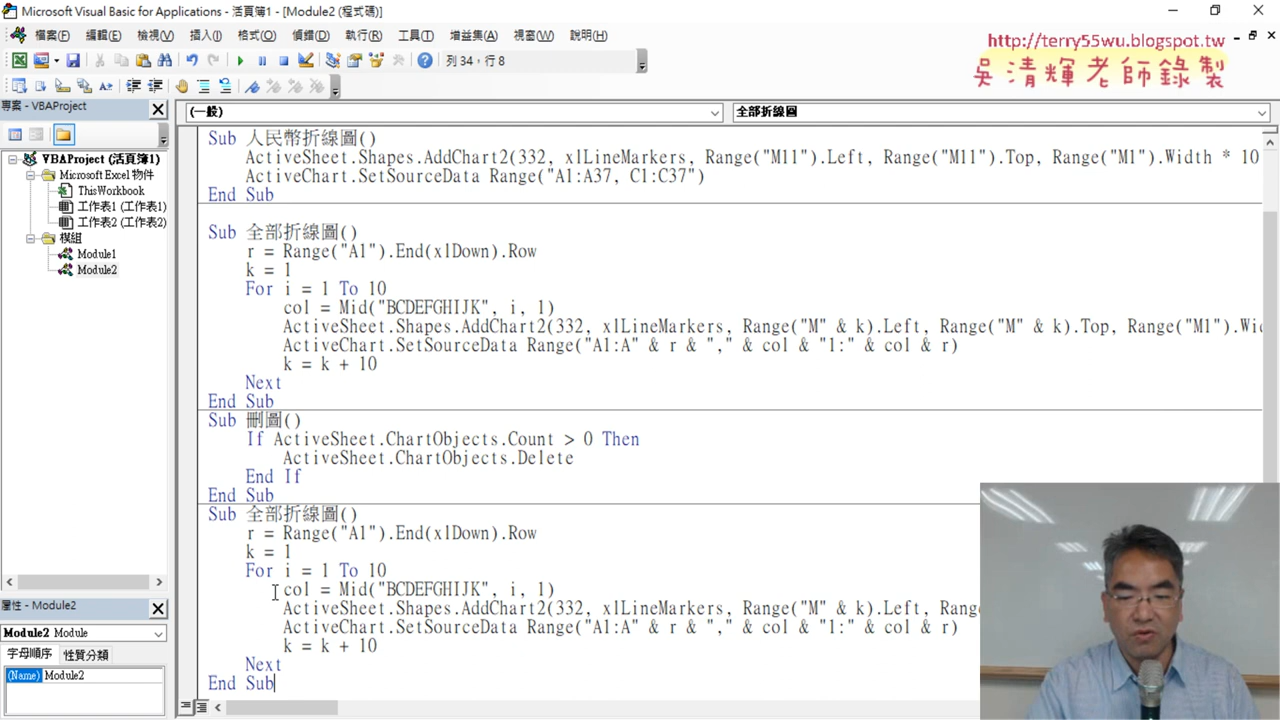 Microsoft Visual Basic for Applications - 活頁簿1 - [Module2 (程式碼)]
檔案(F) 編輯(E) 檢視(V) 插入(I) 格式(O) 偵錯(D) 執行(R) 工具(T) 增益集(A) 視窗(W) 說明(H)
http://terry55wu.blogspot.tw
吳清輝老師錄製
列 34，行 8
專案 - VBAProject
(一般)
全部折線圖
VBAProject (活頁簿1)
Microsoft Excel 物件
ThisWorkbook
工作表1 (工作表1)
工作表2 (工作表2)
模組
Module1
Module2
屬性 - Module2
Module2 Module
字母順序 性質分類
(Name) Module2
Sub 人民幣折線圖()
ActiveSheet.Shapes.AddChart2(332, xlLineMarkers, Range("M11").Left, Range("M11").Top, Range("M1").Width * 10
ActiveChart.SetSourceData Range("A1:A37, C1:C37")
End Sub
Sub 全部折線圖()
r = Range("A1").End(xlDown).Row
k = 1
For i = 1 To 10
col = Mid("BCDEFGHIJK", i, 1)
ActiveSheet.Shapes.AddChart2(332, xlLineMarkers, Range("M" & k).Left, Range("M" & k).Top, Range("M1").Wi
ActiveChart.SetSourceData Range("A1:A" & r & "," & col & "1:" & col & r)
k = k + 10
Next
End Sub
Sub 刪圖()
If ActiveSheet.ChartObjects.Count > 0 Then
ActiveSheet.ChartObjects.Delete
End If
End Sub
Sub 全部折線圖()
r = Range("A1").End(xlDown).Row
k = 1
For i = 1 To 10
col = Mid("BCDEFGHIJK", i, 1)
ActiveSheet.Shapes.AddChart2(332, xlLineMarkers, Range("M" & k).Left, Rang
ActiveChart.SetSourceData Range("A1:A" & r & "," & col & "1:" & col & r)
k = k + 10
Next
End Sub